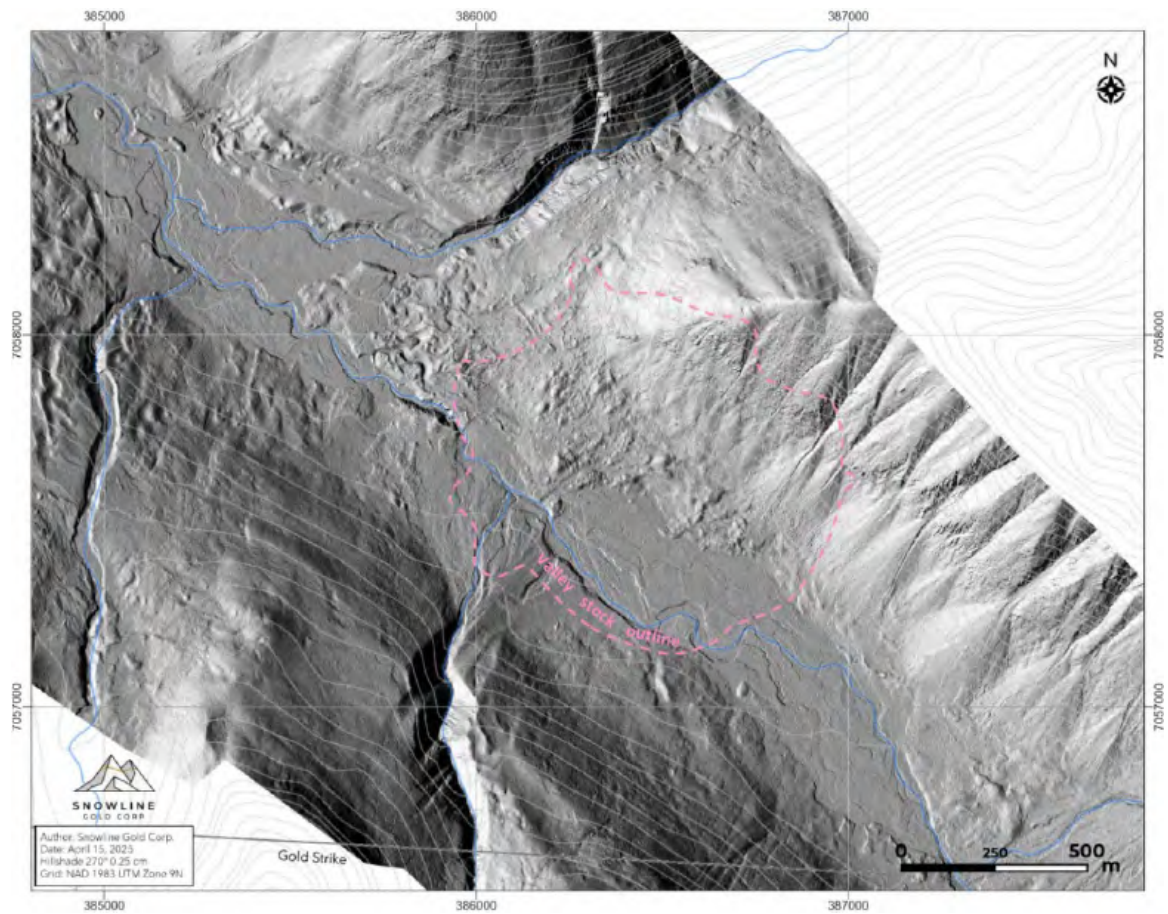 385000 386000 387000
N
7058000 7058000
Valley stock outline
7057000 7057000
SNOWLINE
GOLD CORP
Author: Snowline Gold Corp.
Date: April 15, 2025
Hillshade 270° 0.25 cm
Grid: NAD 1983 UTM Zone 9N
Gold Strike
0 250 500
m
385000 386000 387000